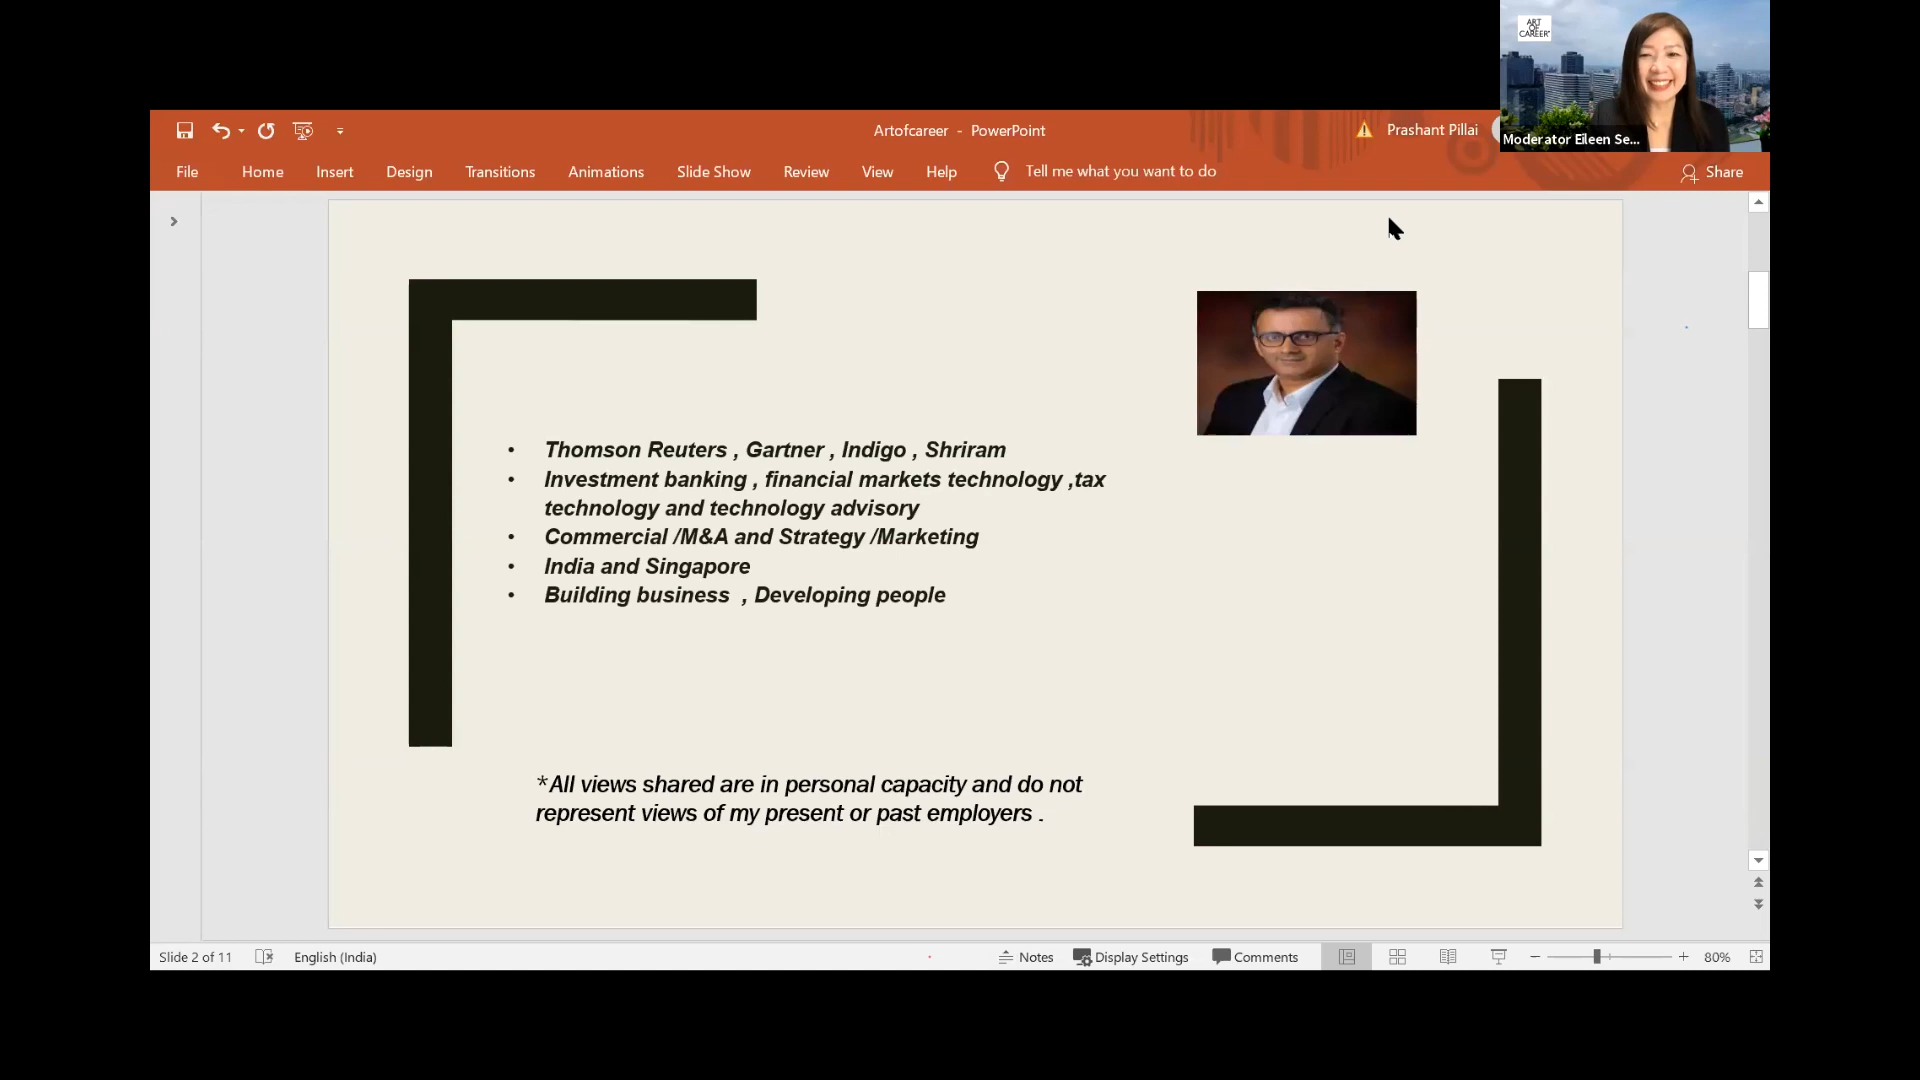 ART
OF
CAREER
Moderator Eileen Se...
Artofcareer - PowerPoint
Prashant Pillai
File Home Insert Design Transitions Animations Slide Show Review View Help Tell me what you want to do Share
• Thomson Reuters , Gartner , Indigo , Shriram
• Investment banking , financial markets technology ,tax
technology and technology advisory
• Commercial /M&A and Strategy /Marketing
• India and Singapore
• Building business , Developing people
*All views shared are in personal capacity and do not
represent views of my present or past employers .
Slide 2 of 11 English (India) Notes Display Settings Comments 80%